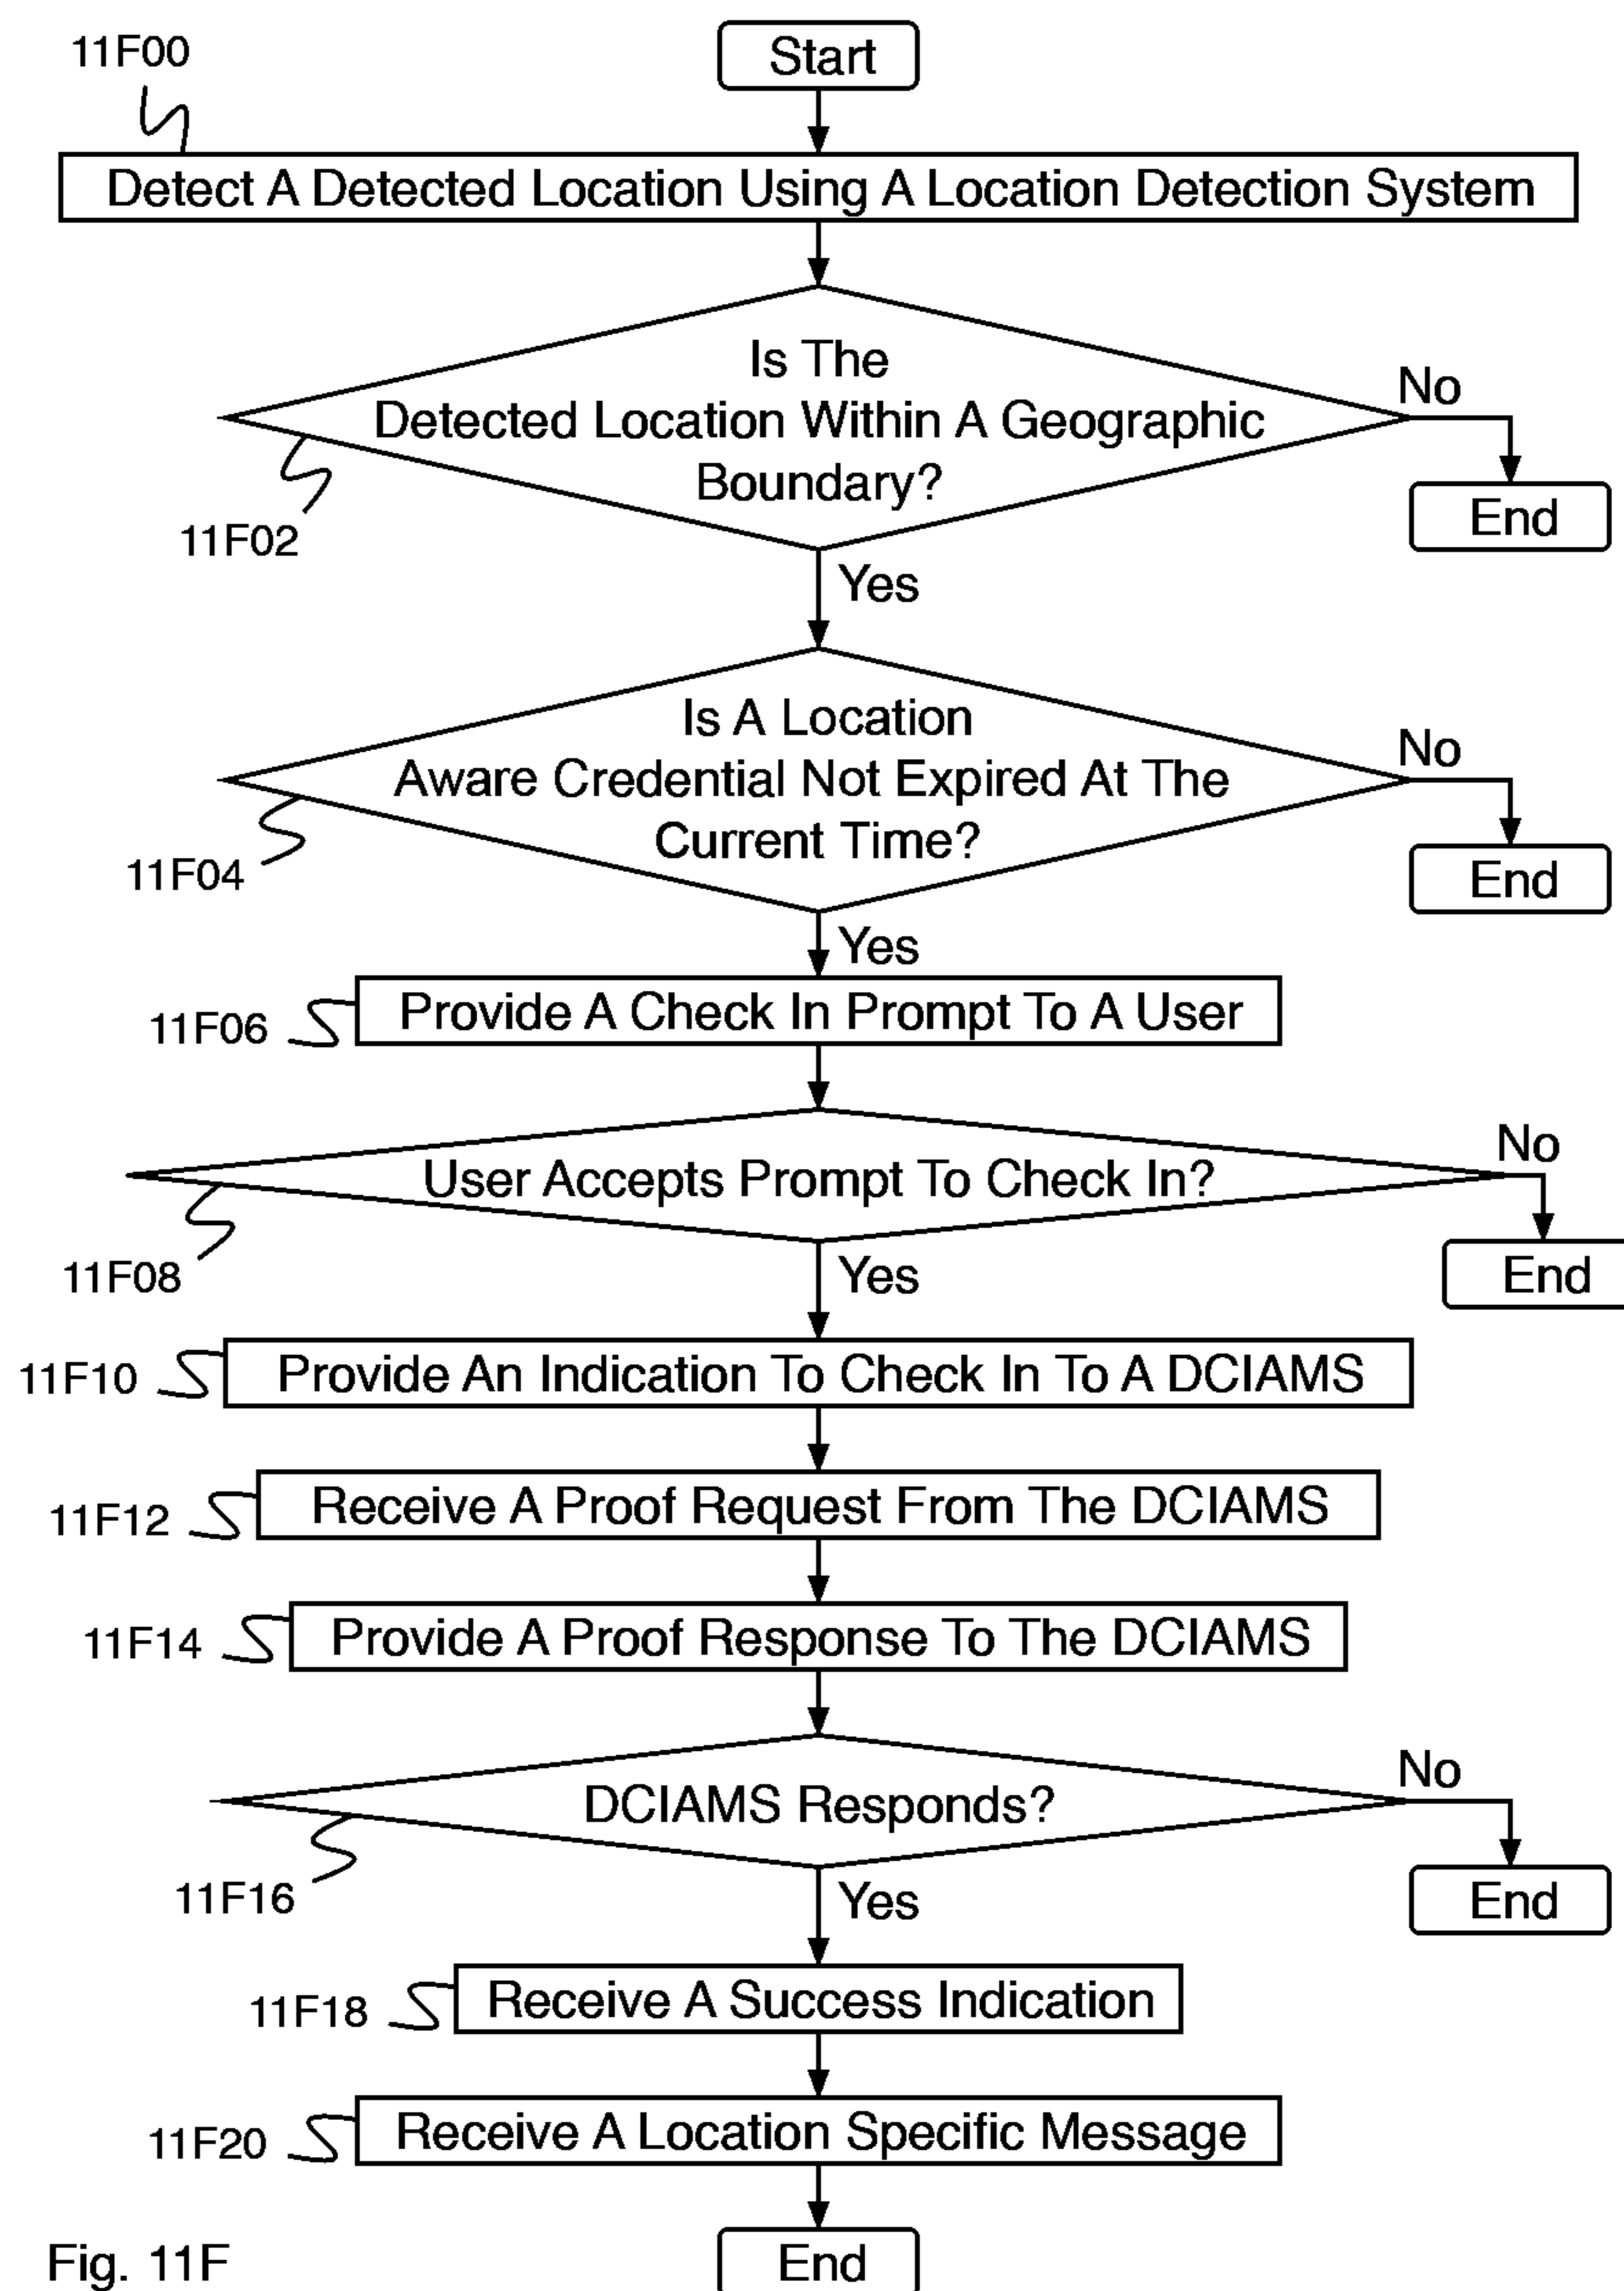 11F00
Start
Detect A Detected Location Using A Location Detection System
Is The
Detected Location Within A Geographic
Boundary?
No
End
11F02
Yes
Is A Location
Aware Credential Not Expired At The
Current Time?
No
End
11F04
Yes
11F06
Provide A Check In Prompt To A User
User Accepts Prompt To Check In?
No
End
11F08
Yes
11F10
Provide An Indication To Check In To A DCIAMS
11F12
Receive A Proof Request From The DCIAMS
11F14
Provide A Proof Response To The DCIAMS
DCIAMS Responds?
No
End
11F16
Yes
11F18
Receive A Success Indication
11F20
Receive A Location Specific Message
End
Fig. 11F